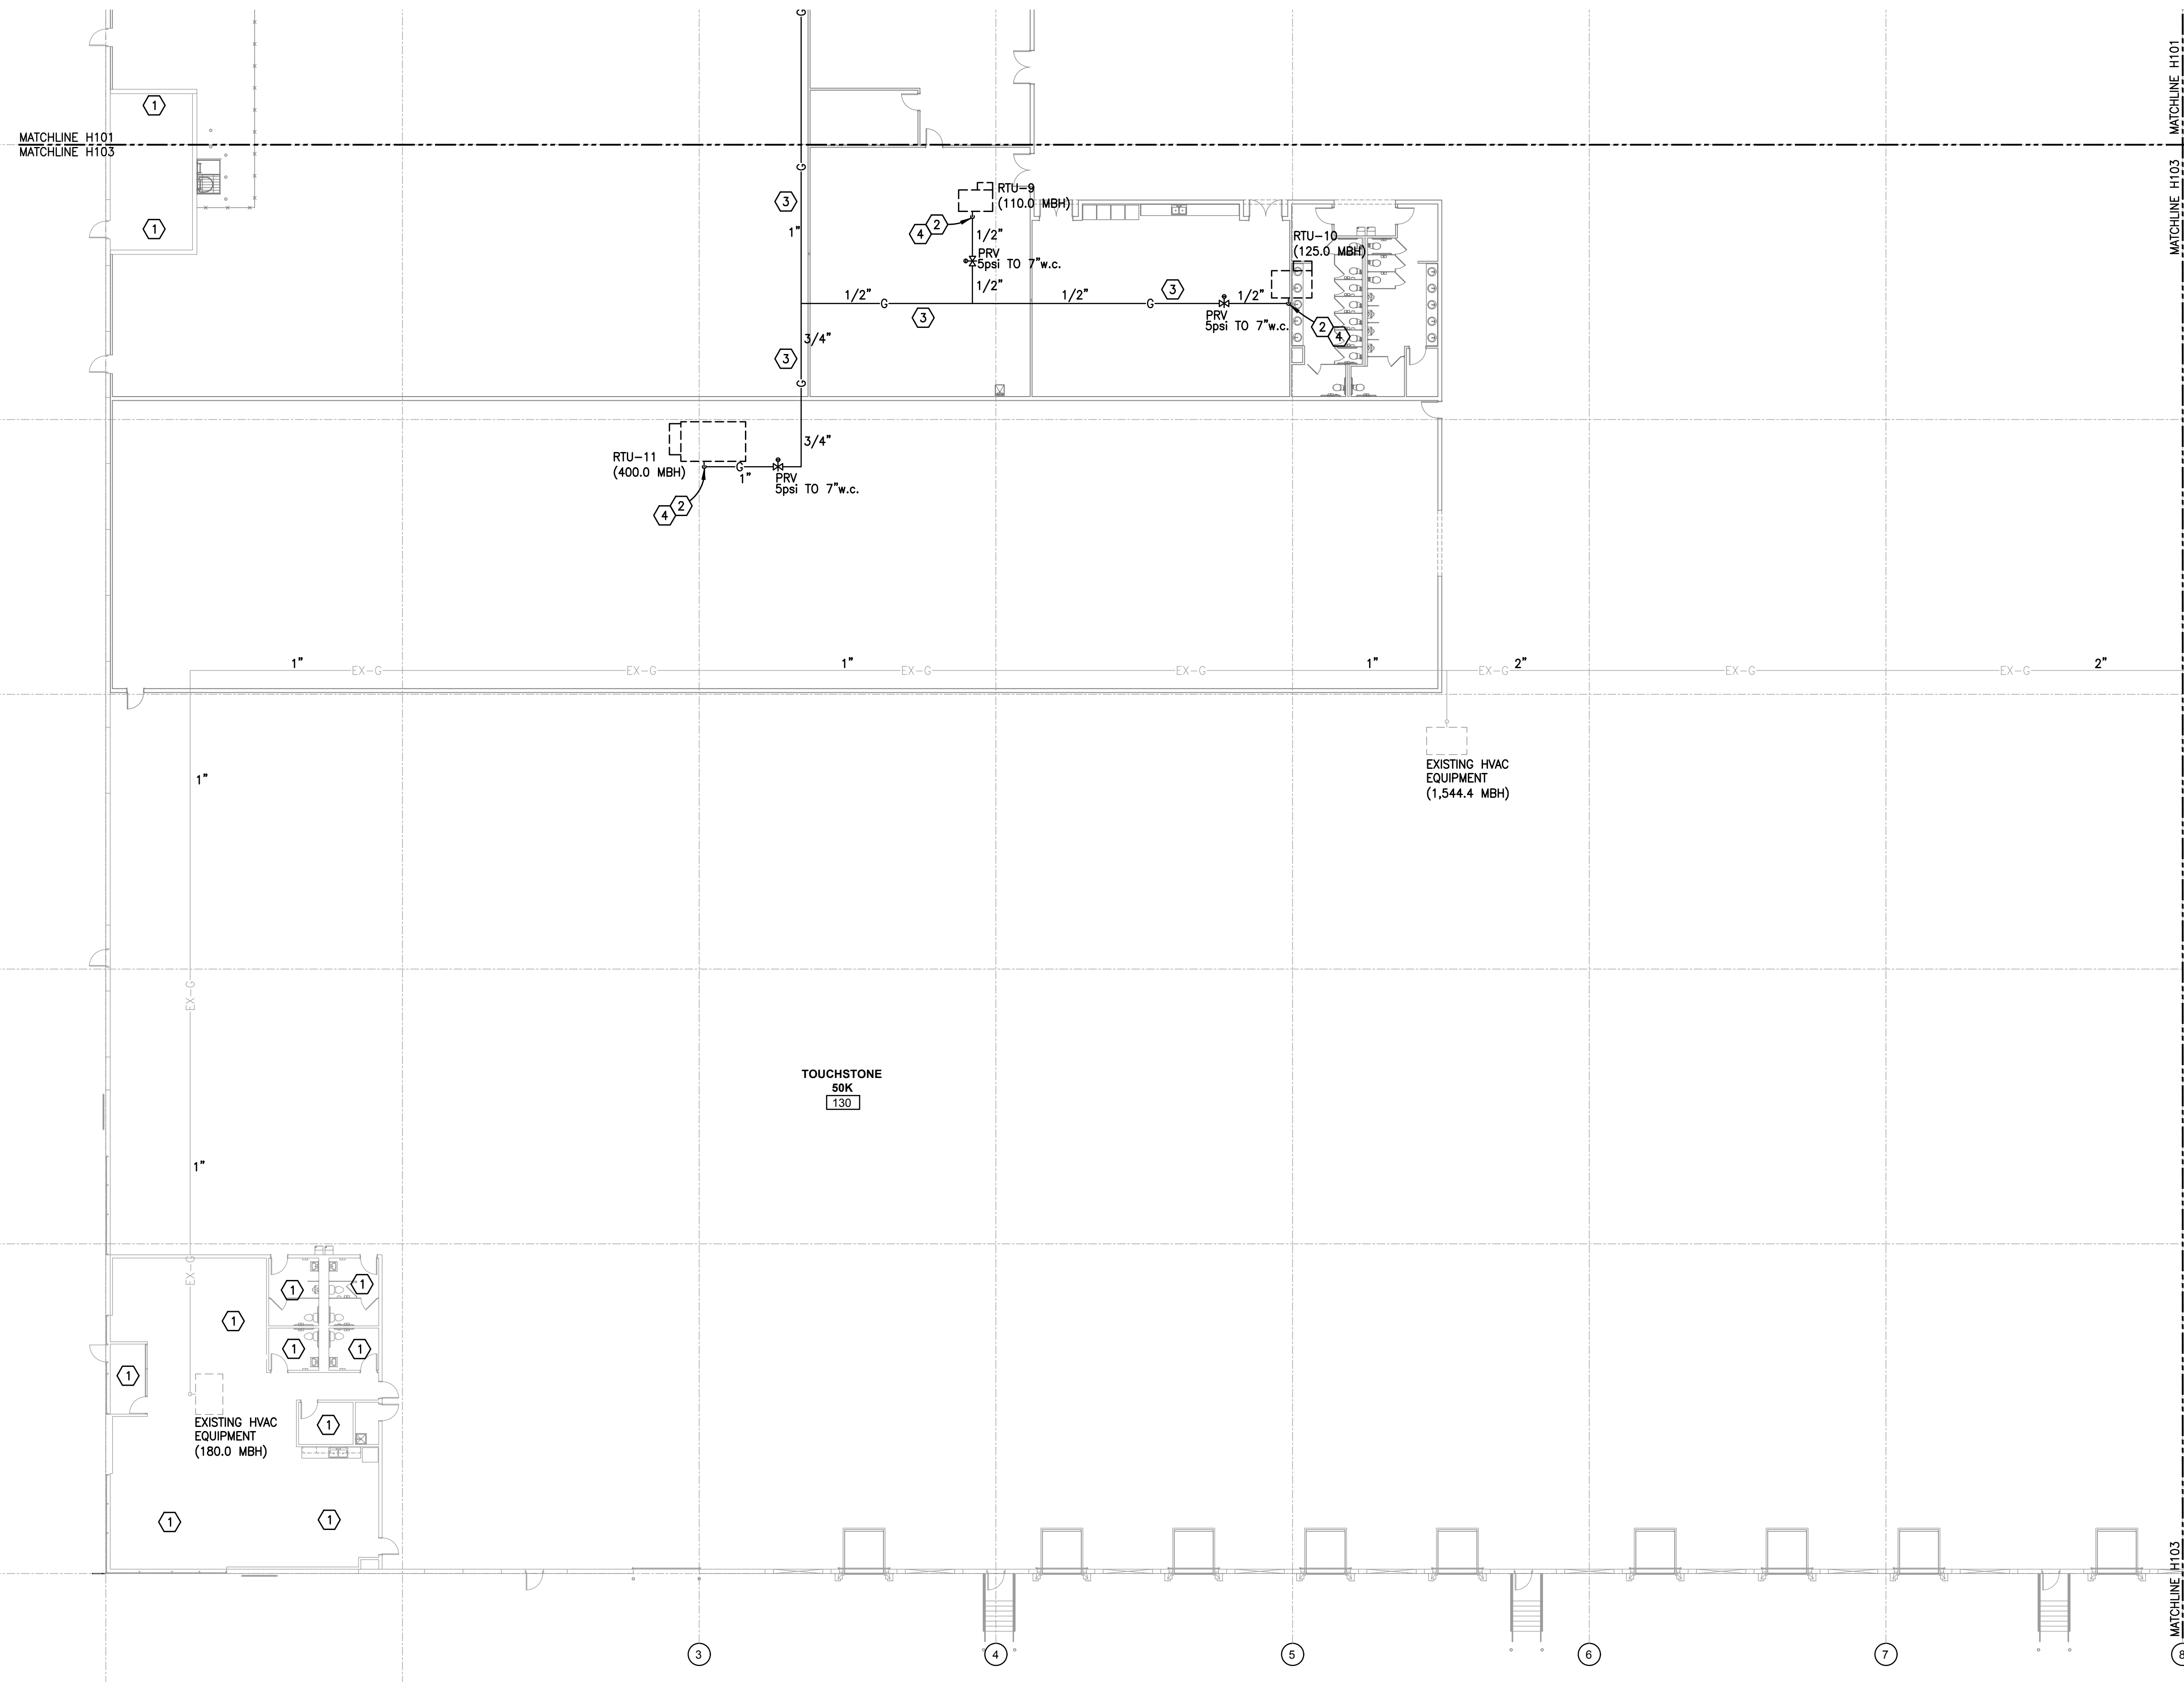 G
MATCHLINE H101
1
MATCHLINE H101
MATCHLINE H103
MATCHLINE H103
G
RTU-9
(110.0 MBH)
3
1
2
4
1"
1/2"
RTU-10
(125.0 MBH)
PRV
5psi TO 7"w.c.
1/2"
1/2"
G
1/2"
G
3
1/2"
3
PRV
5psi TO 7"w.c.
2
4
3/4"
3
G
3/4"
RTU-11
(400.0 MBH)
G
1"
PRV
5psi TO 7"w.c.
2
4
1"
EX-G
EX-G
1"
EX-G
EX-G
1"
EX-G
2"
EX-G
EX-G
2"
EXISTING HVAC
EQUIPMENT
(1,544.4 MBH)
1"
EX-G
TOUCHSTONE
50K
130
1"
EX-G
1
1
1
1
1
1
EXISTING HVAC
EQUIPMENT
(180.0 MBH)
1
1
1
MATCHLINE H103
3
4
5
6
7
8